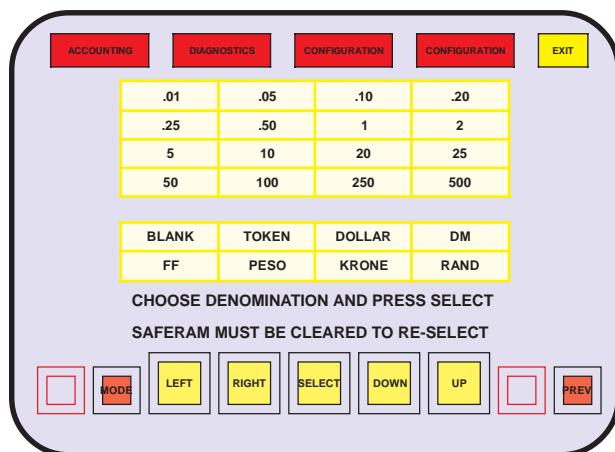 ACCOUNTING DIAGNOSTICS CONFIGURATION CONFIGURATION EXIT
.01 .05 .10 .20
.25 .50 1 2
5 10 20 25
50 100 250 500
BLANK TOKEN DOLLAR DM
FF PESO KRONE RAND
CHOOSE DENOMINATION AND PRESS SELECT
SAFERAM MUST BE CLEARED TO RE-SELECT
MODE LEFT RIGHT SELECT DOWN UP PREV